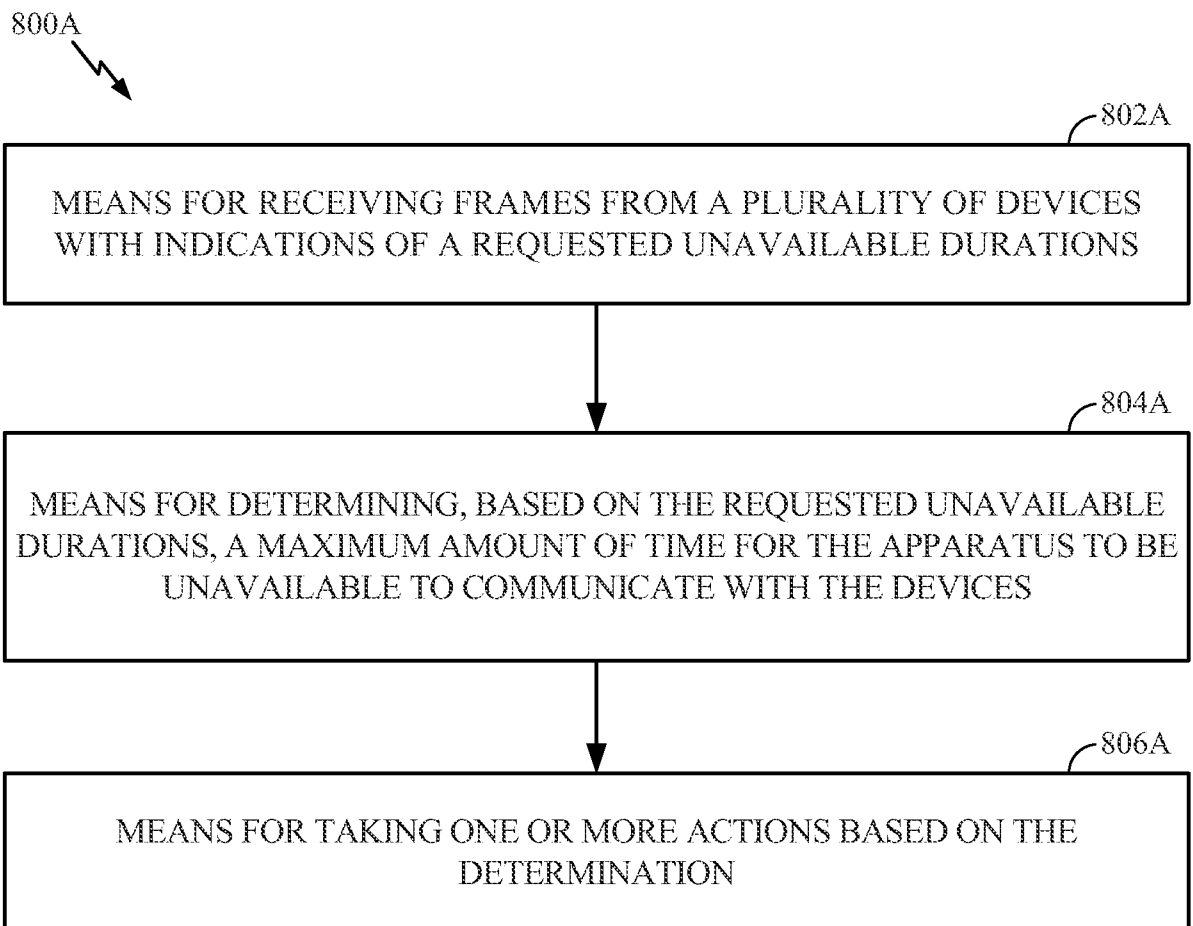 800A
802A
MEANS FOR RECEIVING FRAMES FROM A PLURALITY OF DEVICES
WITH INDICATIONS OF A REQUESTED UNAVAILABLE DURATIONS
804A
MEANS FOR DETERMINING, BASED ON THE REQUESTED UNAVAILABLE
DURATIONS, A MAXIMUM AMOUNT OF TIME FOR THE APPARATUS TO BE
UNAVAILABLE TO COMMUNICATE WITH THE DEVICES
806A
MEANS FOR TAKING ONE OR MORE ACTIONS BASED ON THE
DETERMINATION